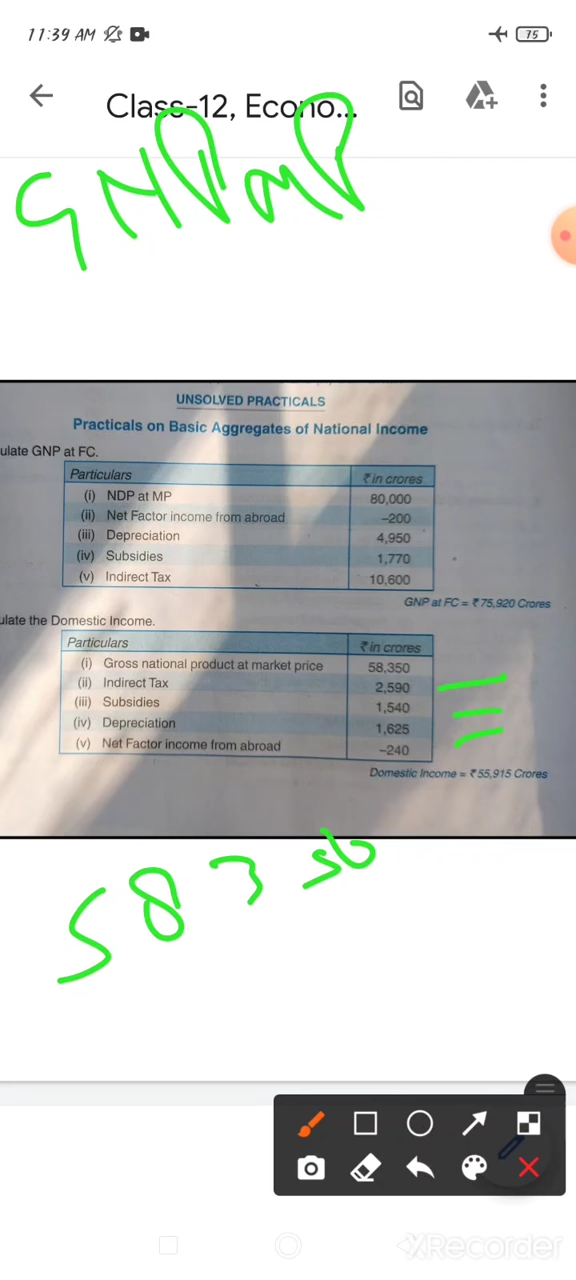 11:39 AM
75
Class-12, Econo...
GNP MP
UNSOLVED PRACTICALS
Practicals on Basic Aggregates of National Income
ulate GNP at FC.
Particulars ₹ in crores
(i) NDP at MP 80,000
(ii) Net Factor income from abroad –200
(iii) Depreciation 4,950
(iv) Subsidies 1,770
(v) Indirect Tax 10,600
GNP at FC = ₹ 75,920 Crores
ulate the Domestic Income.
Particulars ₹ in crores
(i) Gross national product at market price 58,350
(ii) Indirect Tax 2,590
(iii) Subsidies 1,540
(iv) Depreciation 1,625
(v) Net Factor income from abroad –240
Domestic Income = ₹ 55,915 Crores
58350
XRecorder